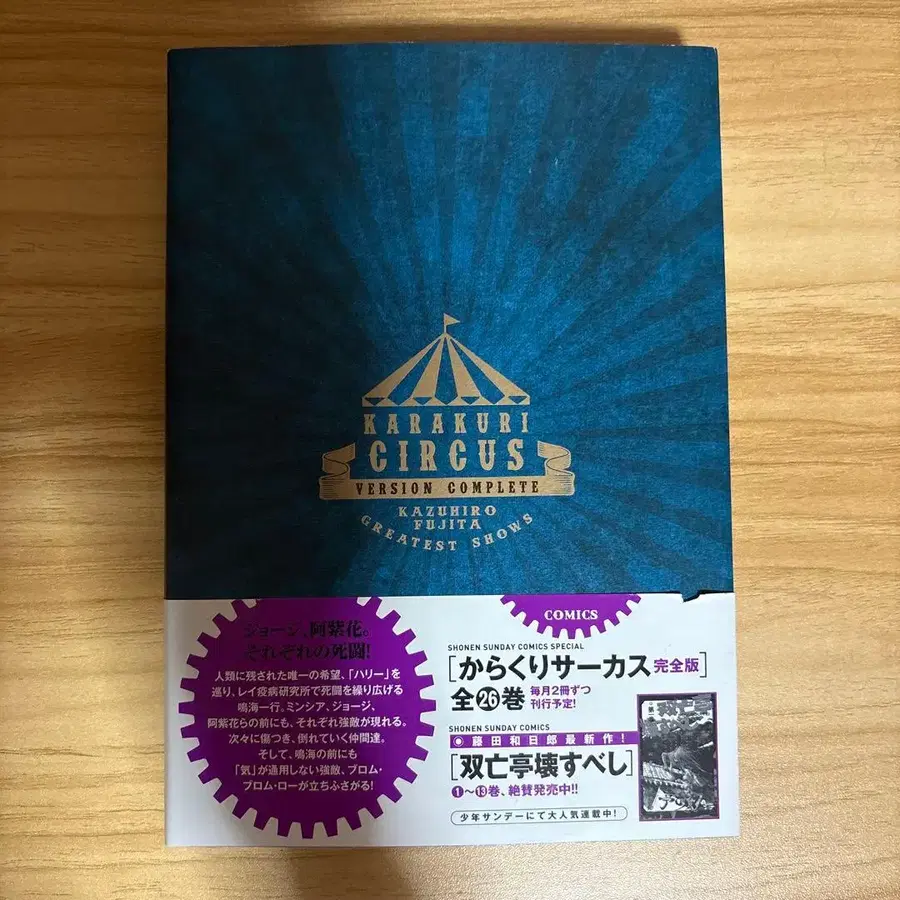 KARAKURI
CIRCUS
VERSION COMPLETE
KAZUHIRO
FUJITA
GREATEST SHOWS
ジョージ、阿紫花。
それぞれの死闘!
人類に残された唯一の希望、「ハリー」を
巡り、レイ疫病研究所で死闘を繰り広げる
鳴海一行。ミンシア、ジョージ、
阿紫花らの前にも、それぞれ強敵が現れる。
次々に傷つき、倒れていく仲間達。
そして、鳴海の前にも
「気」が通用しない強敵、ブロム・
ブロム・ローが立ちふさがる!
COMICS
SHONEN SUNDAY COMICS SPECIAL
[からくりサーカス完全版]
全26巻 毎月2冊ずつ
刊行予定!
SHONEN SUNDAY COMICS
藤田和日郎最新作!
[双亡亭壊すべし]
①〜⑬巻、絶賛発売中!!
少年サンデーにて大人気連載中!